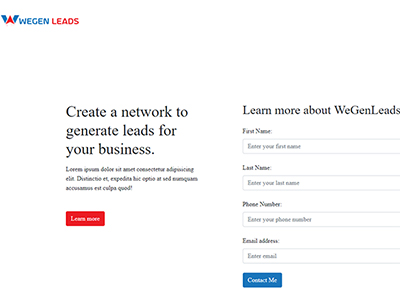 WEGEN LEADS
Create a network to
generate leads for
your business.
Lorem ipsum dolor sit amet consectetur adipisicing
elit. Distinctio et, expedita hic optio at sed numquam
accusamus est culpa quod?
Learn more
Learn more about WeGenLeads
First Name:
Enter your first name
Last Name:
Enter your last name
Phone Number:
Enter your phone number
Email address:
Enter email
Contact Me